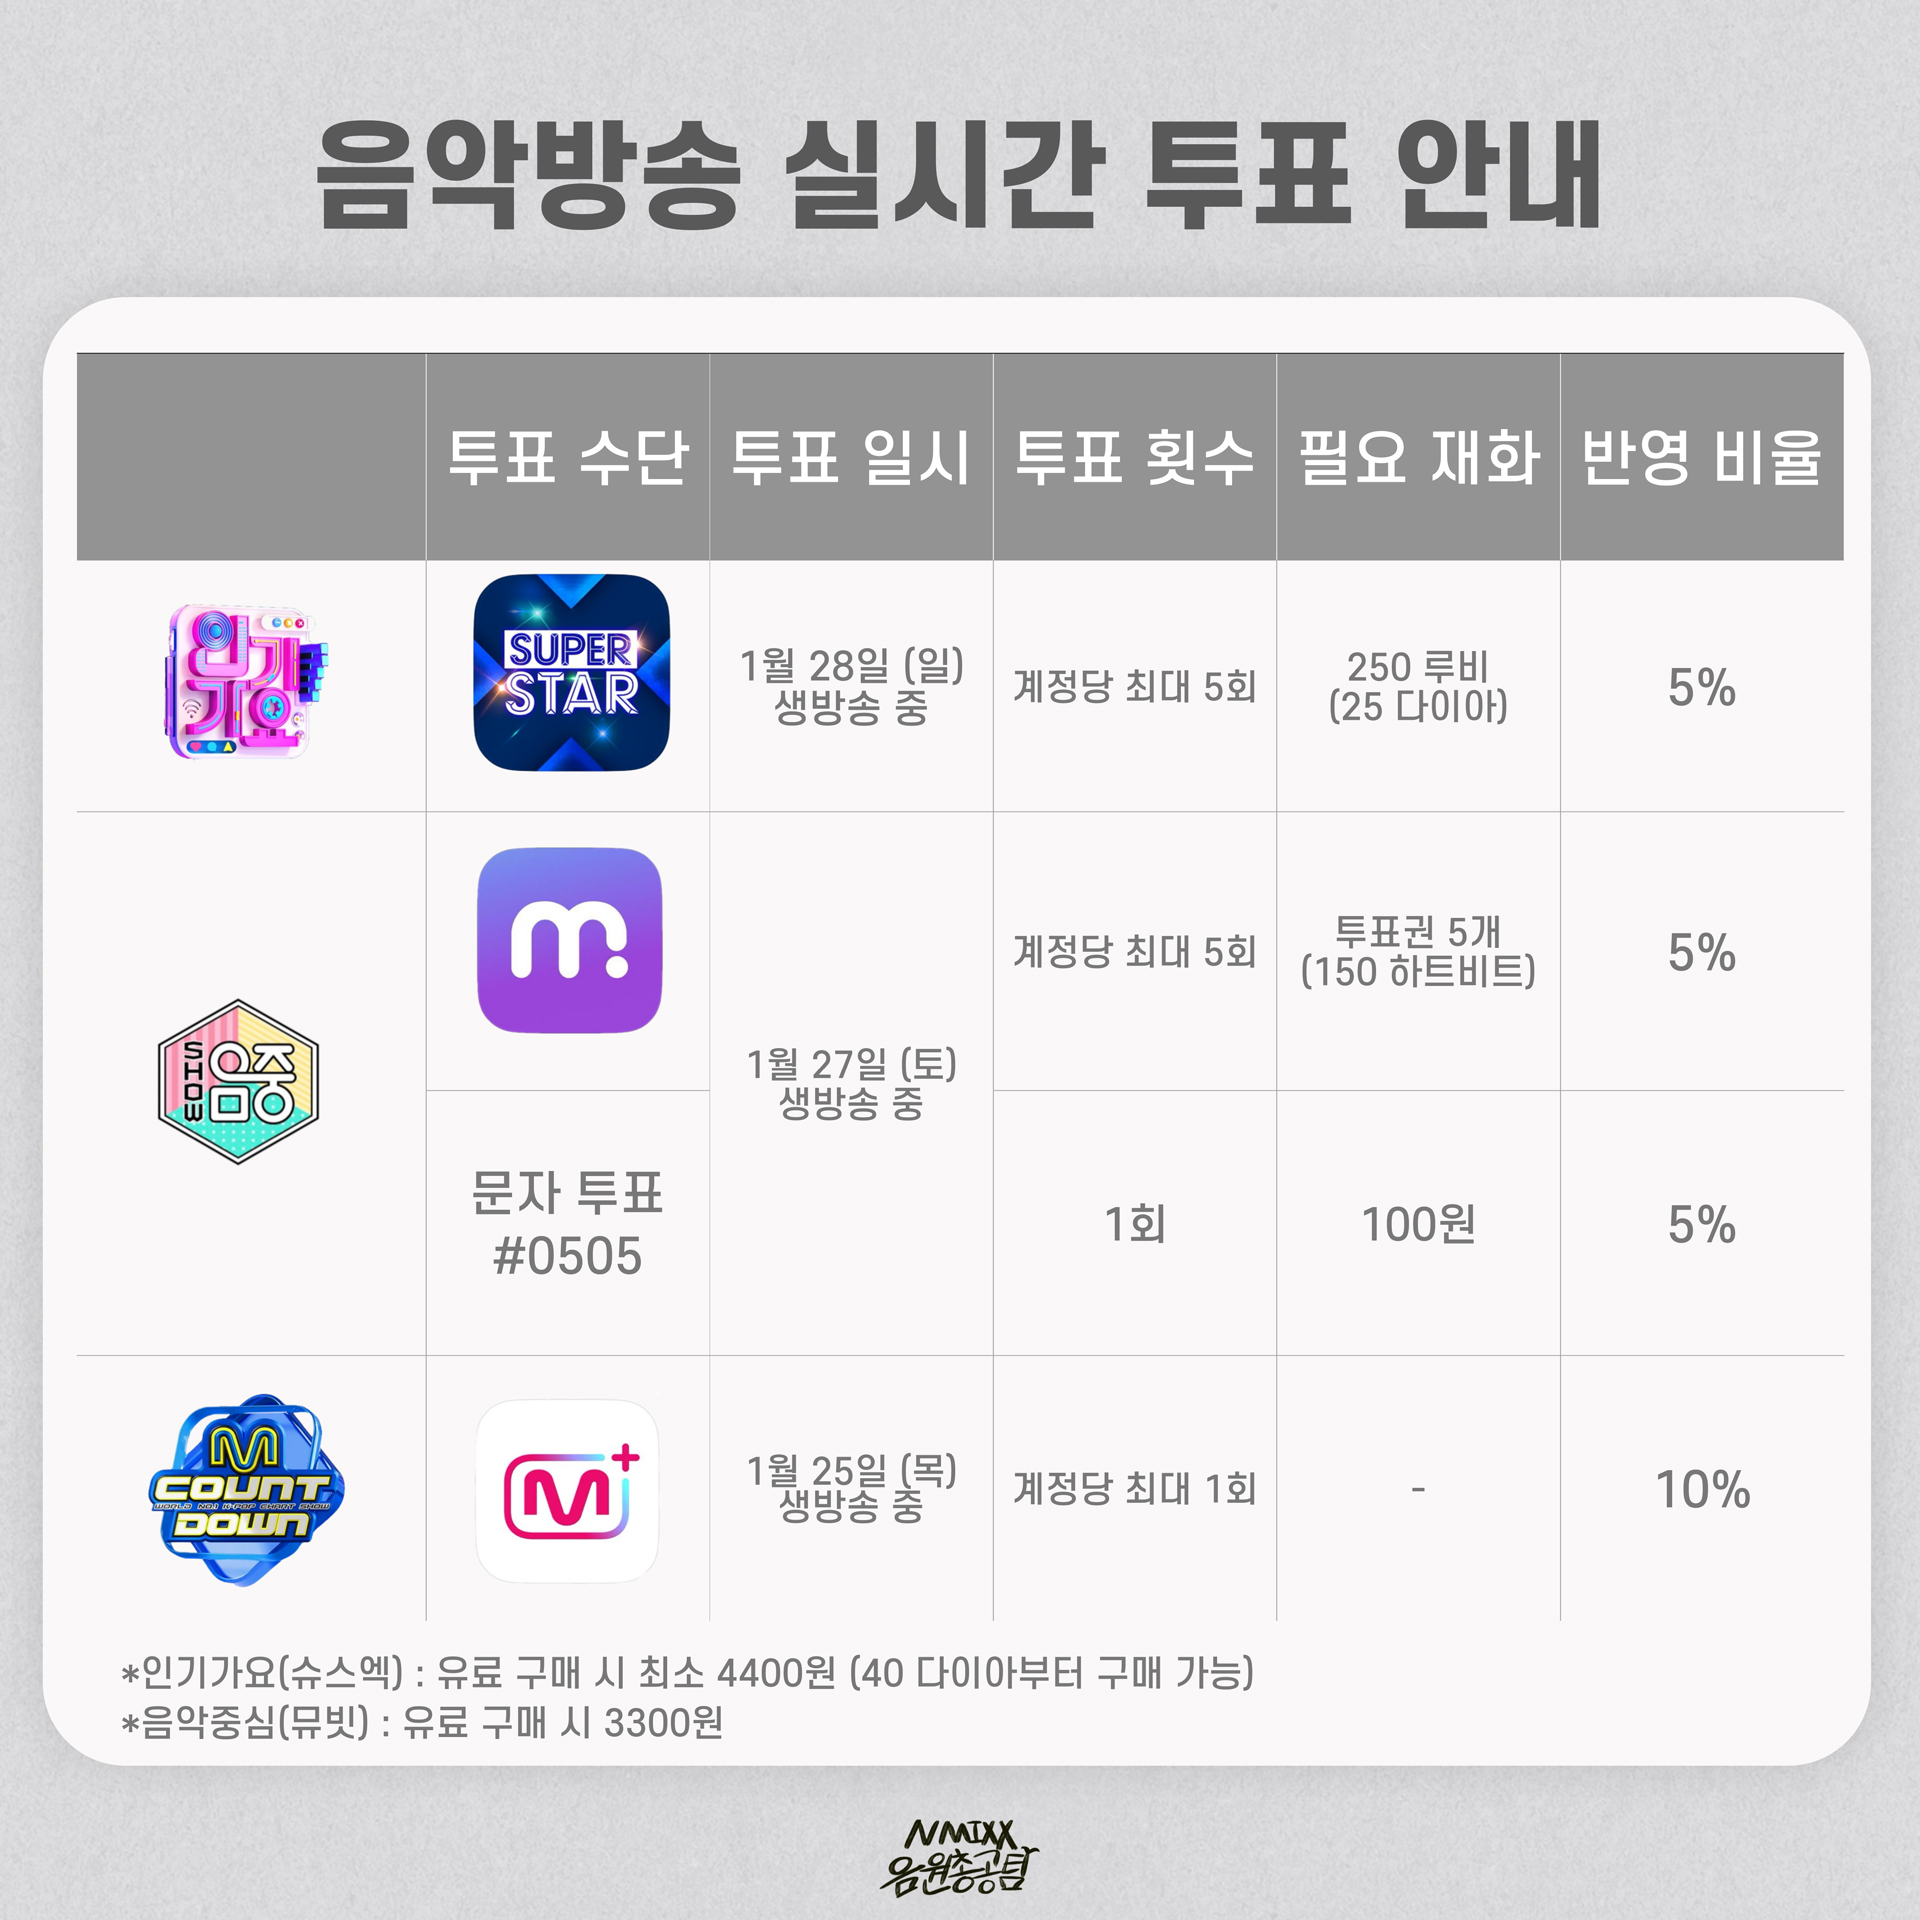 음악방송 실시간 투표 안내
투표 수단 투표 일시 투표 횟수 필요 재화 반영 비율
인기가요
SUPER
STAR
1월 28일 (일)
생방송 중
계정당 최대 5회
250 루비
(25 다이아)
5%
SHOW
음중
m.
1월 27일 (토)
생방송 중
계정당 최대 5회
투표권 5개
(150 하트비트)
5%
문자 투표
#0505
1회
100원
5%
M
COUNT
WORLD NO.1 K-POP CHART SHOW
DOWN
M+
1월 25일 (목)
생방송 중
계정당 최대 1회
-
10%
*인기가요(슈스엑) : 유료 구매 시 최소 4400원 (40 다이아부터 구매 가능)
*음악중심(뮤빗) : 유료 구매 시 3300원
NMIXX
음원총공팀